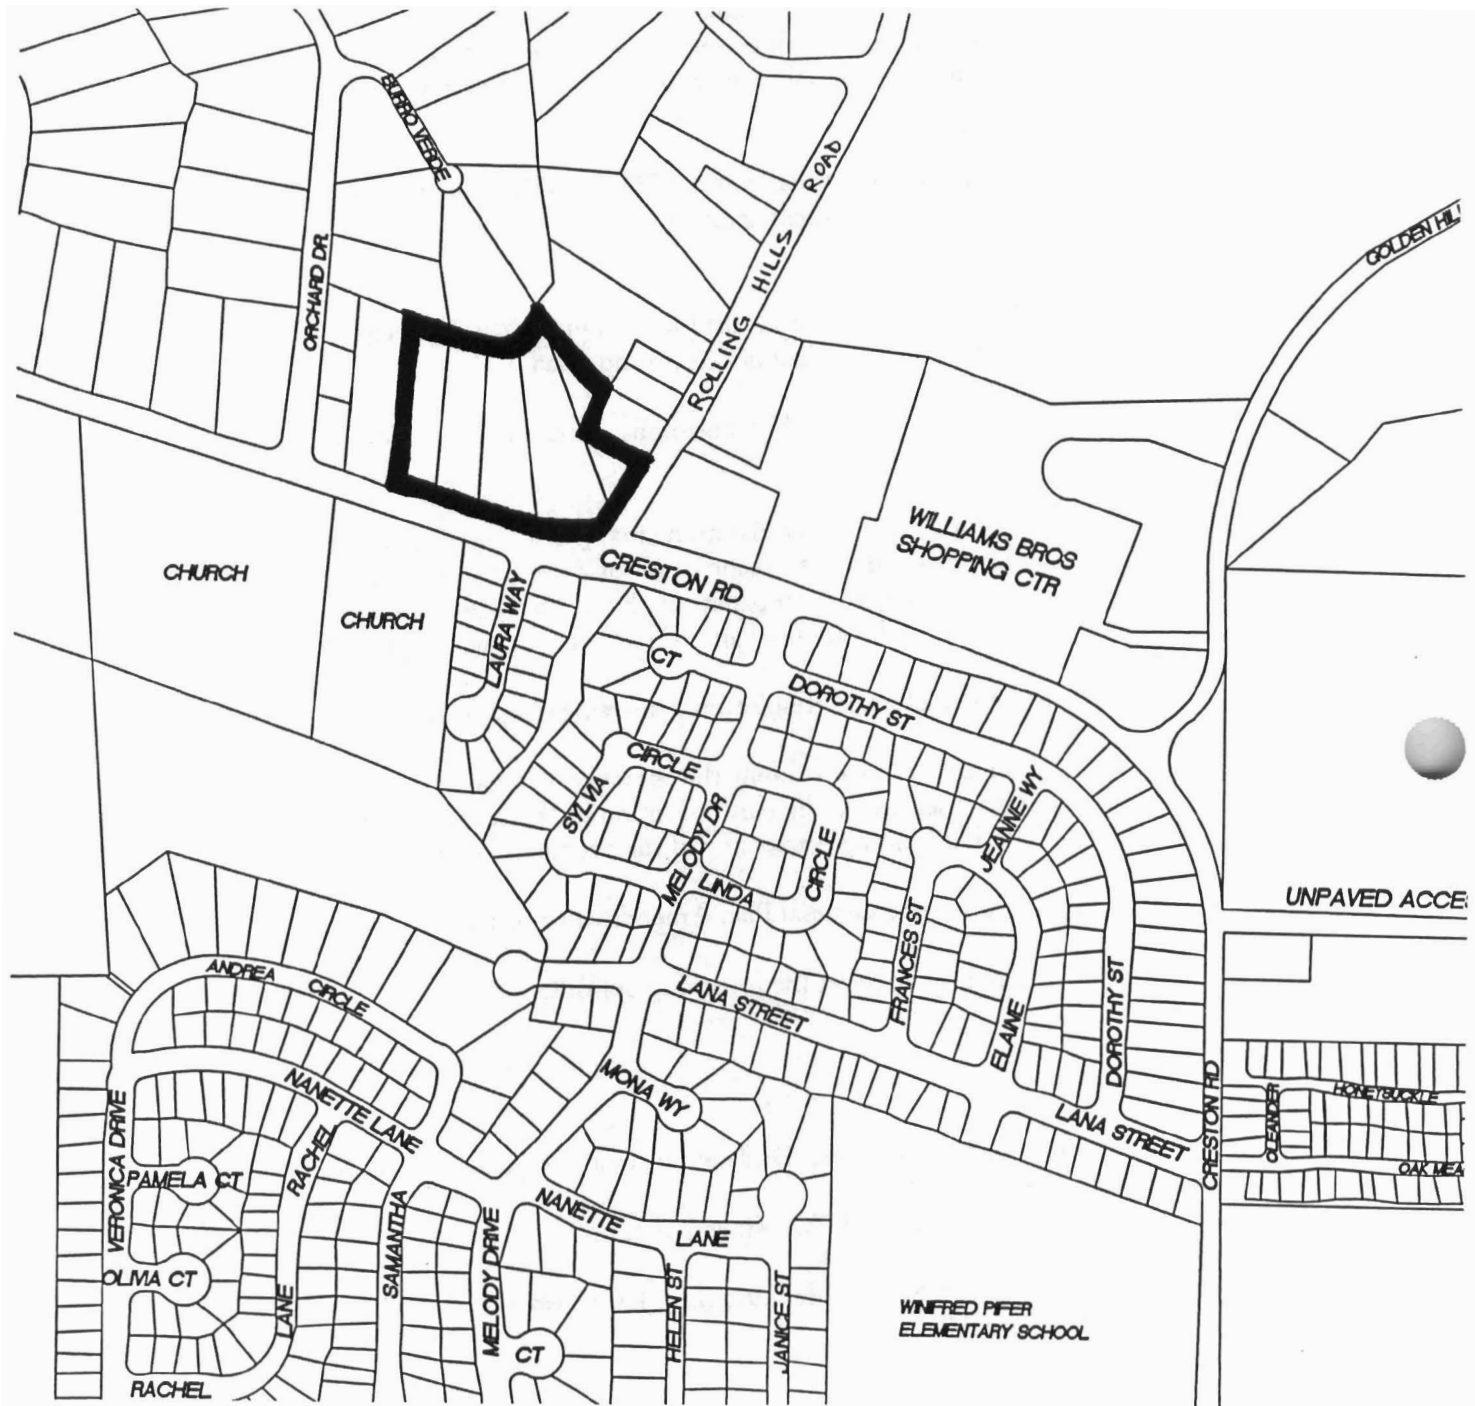 BURRO VERDE
ROLLING HILLS ROAD
GOLDEN HIL
ORCHARD DR.
WILLIAMS BROS
SHOPPING CTR
CHURCH
CHURCH
CRESTON RD
LAURA WAY
CT
DOROTHY ST
CIRCLE
SYLVIA
MELODY DR
JEANNE WY
LINDA
CIRCLE
UNPAVED ACCE
FRANCES ST
ANDREA
CIRCLE
LANA STREET
ELAINE
DOROTHY ST
MONA WY
NANETTE LANE
CRESTON RD
HONEYSUCKLE
OLEANDER
LANA STREET
OAK MEA
VERONICA DRIVE
RACHEL
PAMELA CT
SAMANTHA
NANETTE
LANE
MELODY DRIVE
OLIVIA CT
LANE
HELEN ST
JANICE ST
WINIFRED PIFER
ELEMENTARY SCHOOL
CT
RACHEL